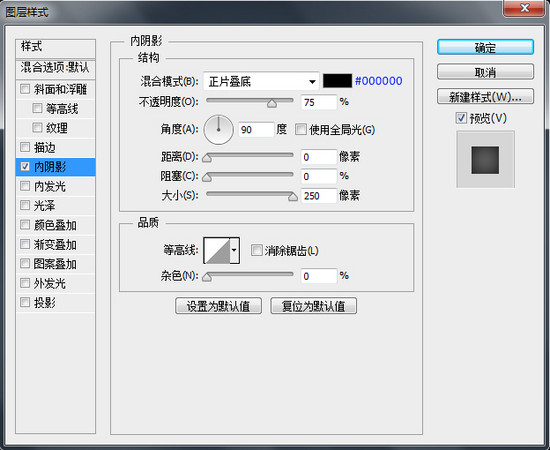 图层样式
样式
混合选项:默认
斜面和浮雕
等高线
纹理
描边
内阴影
内发光
光泽
颜色叠加
渐变叠加
图案叠加
外发光
投影
内阴影
结构
混合模式(B): 正片叠底 #000000
不透明度(O): 75 %
角度(A): 90 度 使用全局光(G)
距离(D): 0 像素
阻塞(C): 0 %
大小(S): 250 像素
品质
等高线: 消除锯齿(L)
杂色(N): 0 %
设置为默认值 复位为默认值
确定
取消
新建样式(W)...
预览(V)